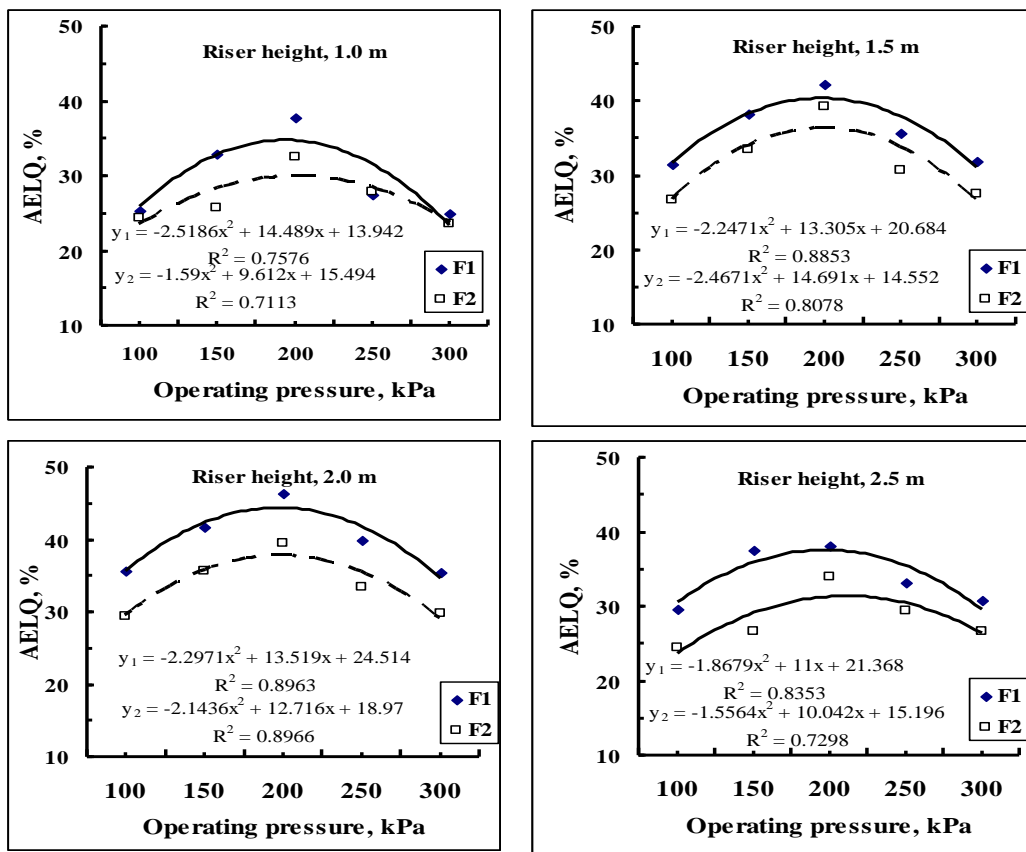 Riser height, 1.0 m
AELQ, %
50
40
30
20
10
y₁ = -2.5186x² + 14.489x + 13.942
R² = 0.7576
y₂ = -1.59x² + 9.612x + 15.494
R² = 0.7113
F1
F2
100 150 200 250 300
Operating pressure, kPa
Riser height, 1.5 m
AELQ, %
50
40
30
20
10
y₁ = -2.2471x² + 13.305x + 20.684
R² = 0.8853
y₂ = -2.4671x² + 14.691x + 14.552
R² = 0.8078
F1
F2
100 150 200 250 300
Operating pressure, kPa
Riser height, 2.0 m
AELQ, %
50
40
30
20
10
y₁ = -2.2971x² + 13.519x + 24.514
R² = 0.8963
y₂ = -2.1436x² + 12.716x + 18.97
R² = 0.8966
F1
F2
100 150 200 250 300
Operating pressure, kPa
Riser height, 2.5 m
AELQ, %
50
40
30
20
10
y₁ = -1.8679x² + 11x + 21.368
R² = 0.8353
y₂ = -1.5564x² + 10.042x + 15.196
R² = 0.7298
F1
F2
100 150 200 250 300
Operating pressure, kPa